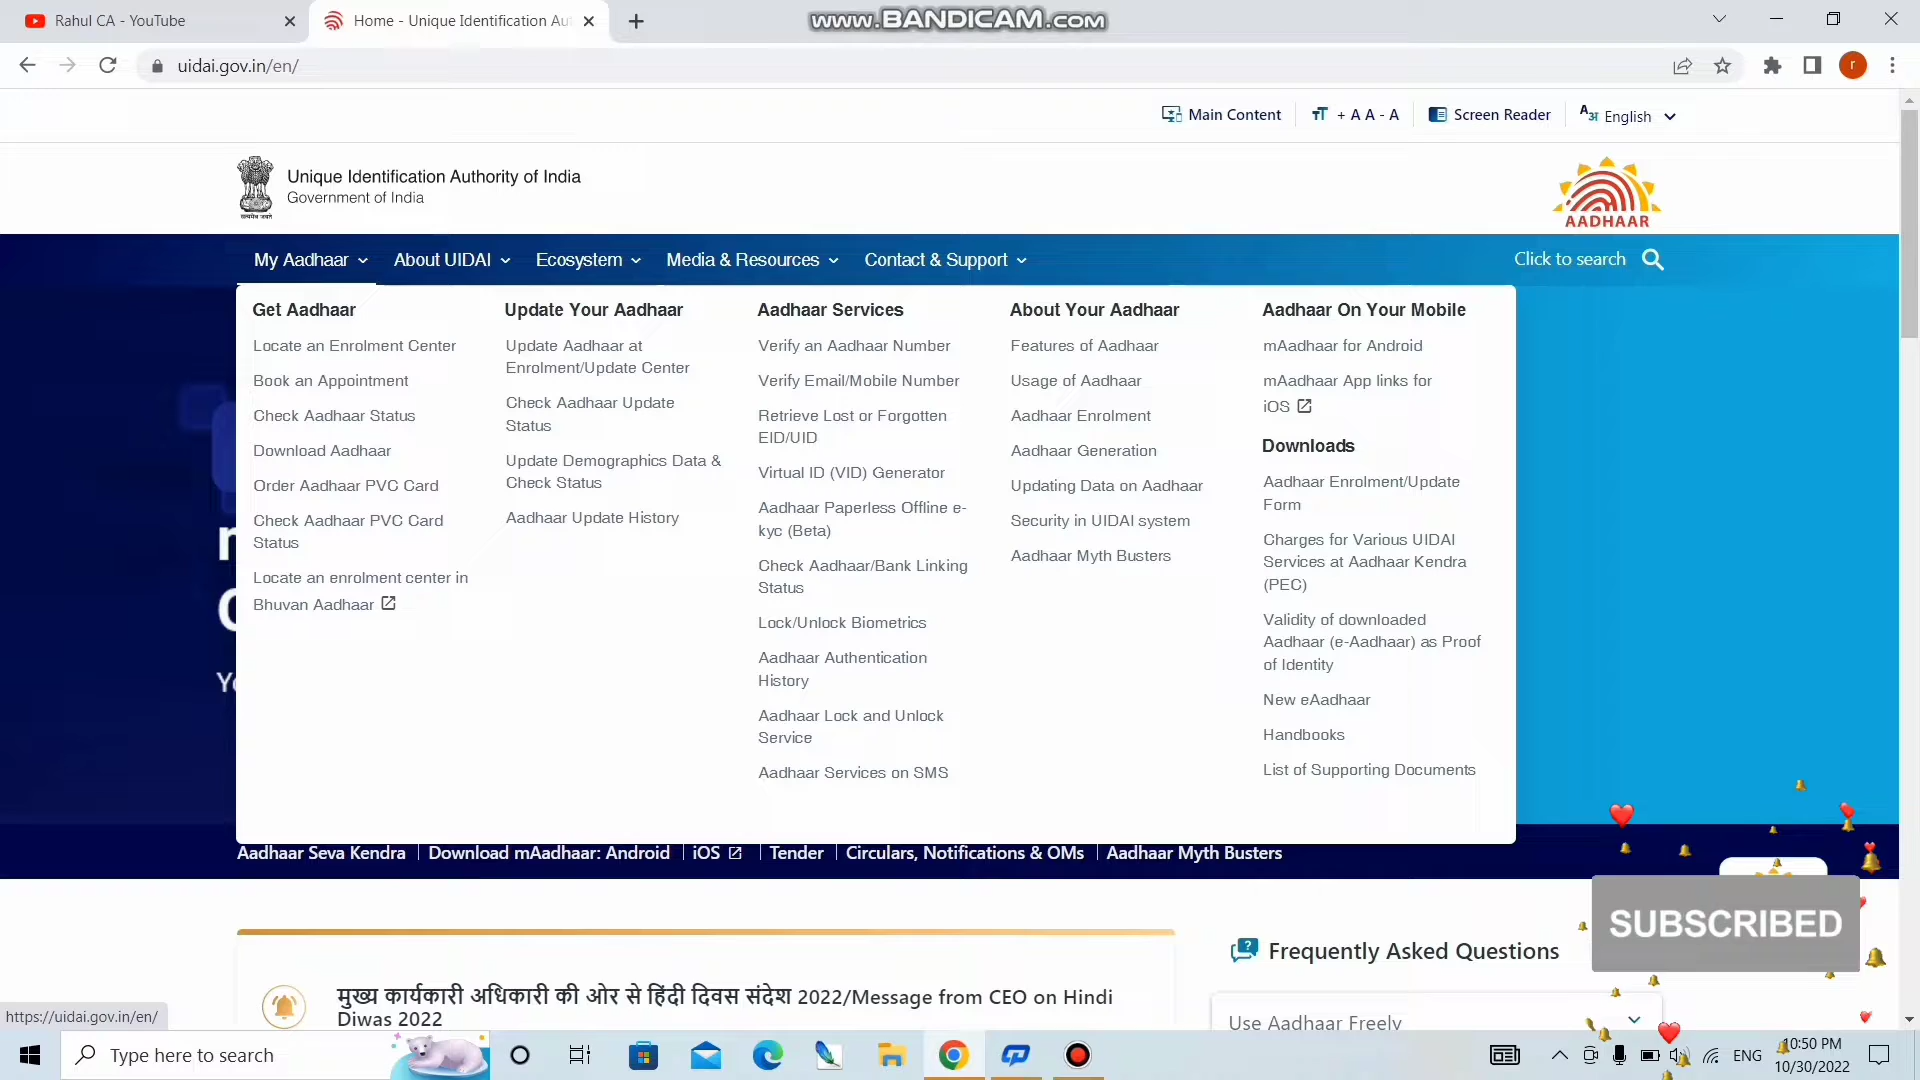 Rahul CA - YouTube
Home - Unique Identification Aut
www.BANDICAM.com
uidai.gov.in/en/
r
Main Content
+ A A - A
Screen Reader
English
सत्यमेव जयते
Unique Identification Authority of India
Government of India
AADHAAR
My Aadhaar
About UIDAI
Ecosystem
Media & Resources
Contact & Support
Click to search
Get Aadhaar
Locate an Enrolment Center
Book an Appointment
Check Aadhaar Status
Download Aadhaar
Order Aadhaar PVC Card
Check Aadhaar PVC Card
Status
Locate an enrolment center in
Bhuvan Aadhaar
Update Your Aadhaar
Update Aadhaar at
Enrolment/Update Center
Check Aadhaar Update
Status
Update Demographics Data &
Check Status
Aadhaar Update History
Aadhaar Services
Verify an Aadhaar Number
Verify Email/Mobile Number
Retrieve Lost or Forgotten
EID/UID
Virtual ID (VID) Generator
Aadhaar Paperless Offline e-
kyc (Beta)
Check Aadhaar/Bank Linking
Status
Lock/Unlock Biometrics
Aadhaar Authentication
History
Aadhaar Lock and Unlock
Service
Aadhaar Services on SMS
About Your Aadhaar
Features of Aadhaar
Usage of Aadhaar
Aadhaar Enrolment
Aadhaar Generation
Updating Data on Aadhaar
Security in UIDAI system
Aadhaar Myth Busters
Aadhaar On Your Mobile
mAadhaar for Android
mAadhaar App links for
iOS
Downloads
Aadhaar Enrolment/Update
Form
Charges for Various UIDAI
Services at Aadhaar Kendra
(PEC)
Validity of downloaded
Aadhaar (e-Aadhaar) as Proof
of Identity
New eAadhaar
Handbooks
List of Supporting Documents
Aadhaar Seva Kendra
Download mAadhaar: Android
iOS
Tender
Circulars, Notifications & OMs
Aadhaar Myth Busters
SUBSCRIBED
Frequently Asked Questions
मुख्य कार्यकारी अधिकारी की ओर से हिंदी दिवस संदेश 2022/Message from CEO on Hindi
Diwas 2022
Use Aadhaar Freely
https://uidai.gov.in/en/
Type here to search
ENG
10:50 PM
10/30/2022